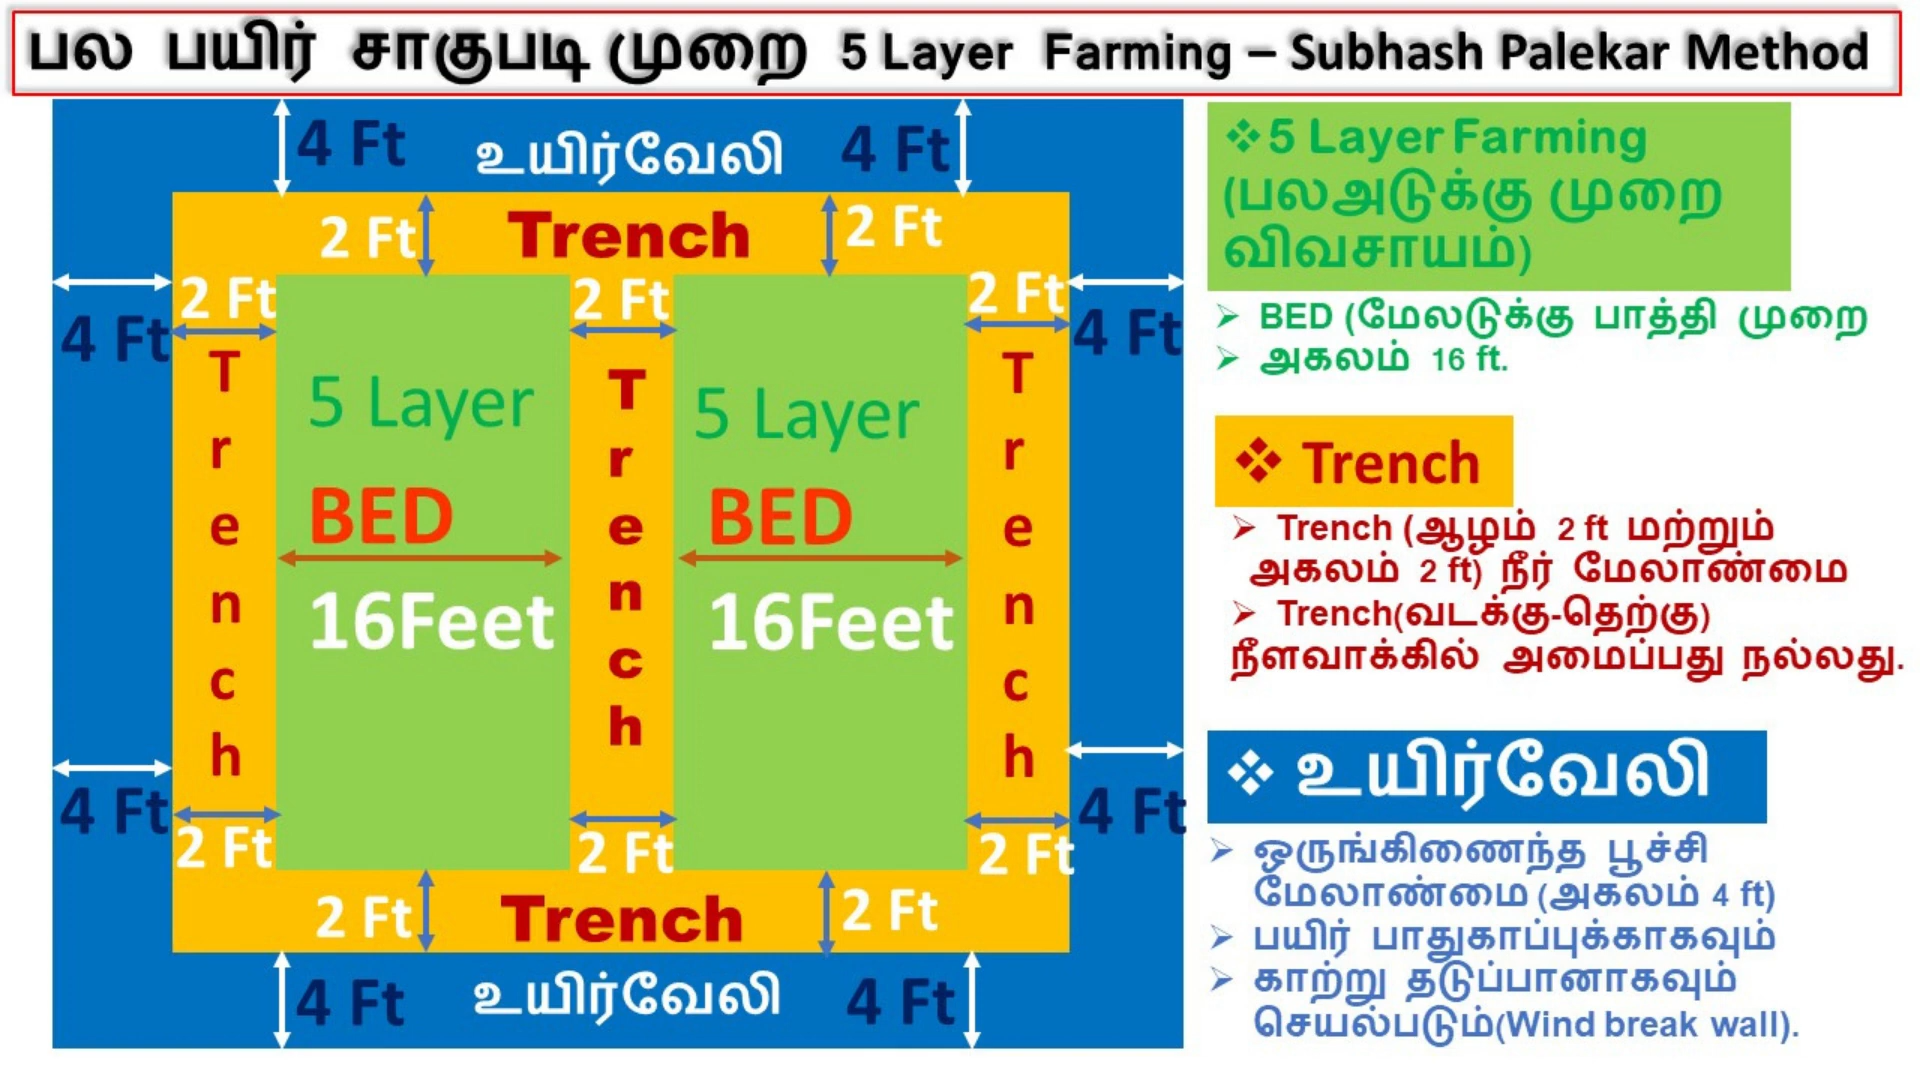 பல பயிர் சாகுபடி முறை 5 Layer Farming – Subhash Palekar Method
4 Ft உயிர்வேலி 4 Ft
2 Ft Trench 2 Ft
2 Ft 2 Ft 2 Ft
4 Ft 4 Ft
Trench
5 Layer
BED
16Feet
Trench
5 Layer
BED
16Feet
Trench
4 Ft 4 Ft
2 Ft 2 Ft 2 Ft
2 Ft Trench 2 Ft
4 Ft உயிர்வேலி 4 Ft
❖5 Layer Farming
(பலஅடுக்கு முறை
விவசாயம்)
➢ BED (மேலடுக்கு பாத்தி முறை
➢ அகலம் 16 ft.
❖ Trench
➢ Trench (ஆழம் 2 ft மற்றும்
அகலம் 2 ft) நீர் மேலாண்மை
➢ Trench(வடக்கு-தெற்கு)
நீளவாக்கில் அமைப்பது நல்லது.
❖ உயிர்வேலி
➢ ஒருங்கிணைந்த பூச்சி
மேலாண்மை (அகலம் 4 ft)
➢ பயிர் பாதுகாப்புக்காகவும்
➢ காற்று தடுப்பானாகவும்
செயல்படும்(Wind break wall).